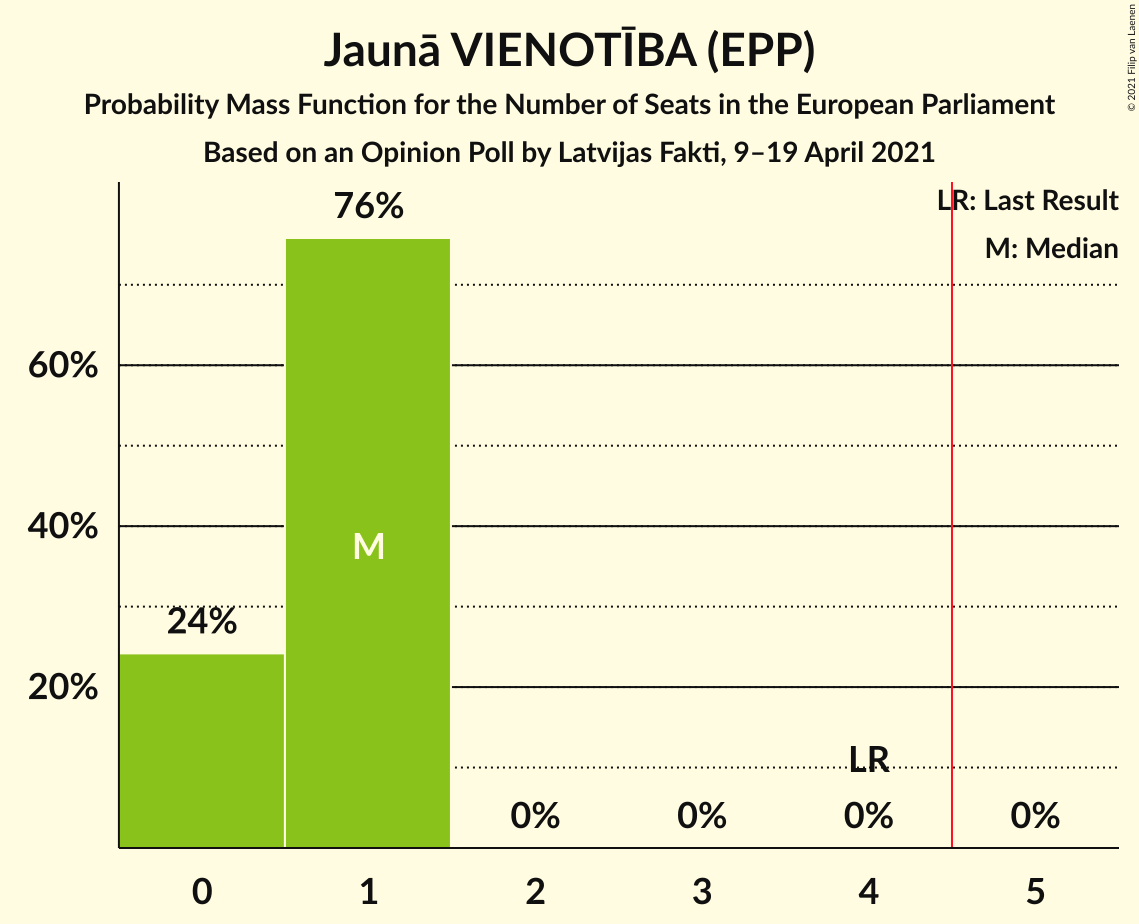 Jaunā VIENOTĪBA (EPP)
Probability Mass Function for the Number of Seats in the European Parliament
Based on an Opinion Poll by Latvijas Fakti, 9–19 April 2021
© 2021 Filip van Laenen
LR: Last Result
M: Median
76%
60%
40%
M
24%
20%
LR
0% 0% 0% 0%
0 1 2 3 4 5